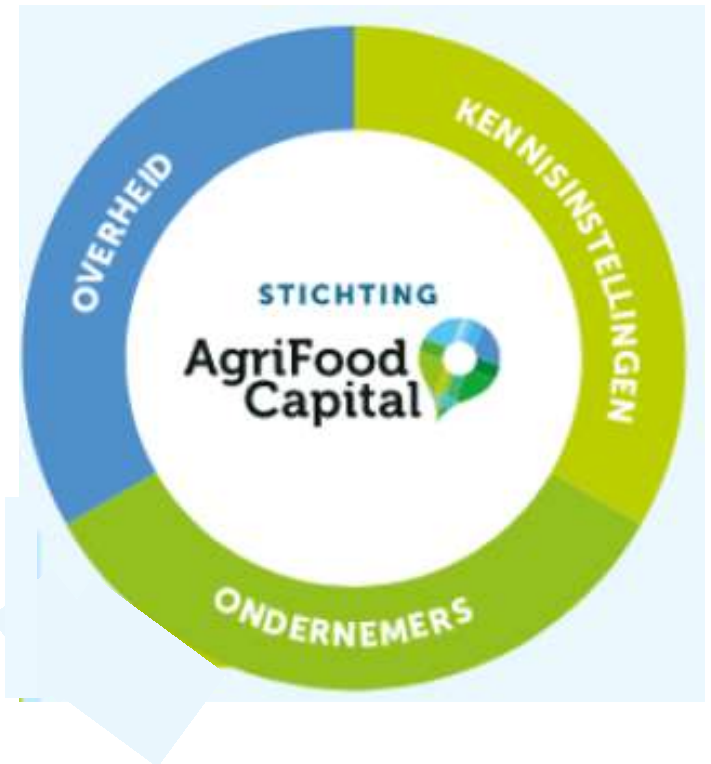 KENNISINSTELLINGEN
OVERHEID
STICHTING
AgriFood
Capital
ONDERNEMERS